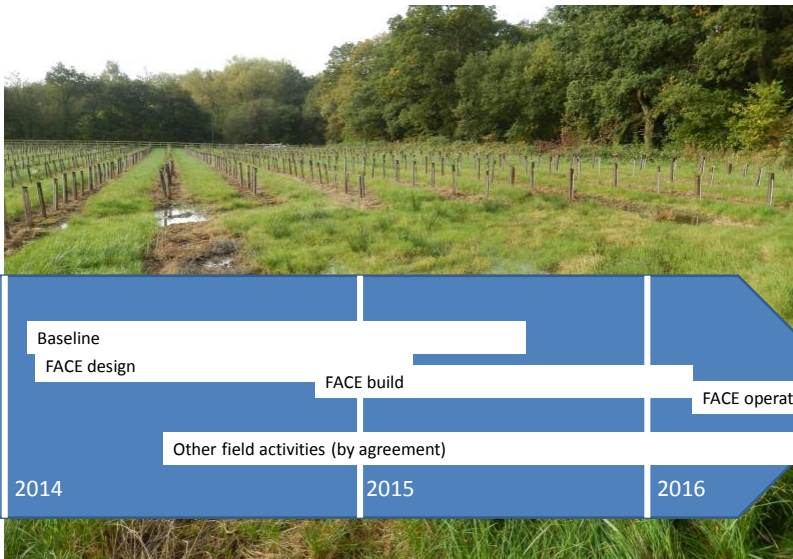 Baseline
FACE design
FACE build
FACE operat
Other field activities (by agreement)
2014
2015
2016